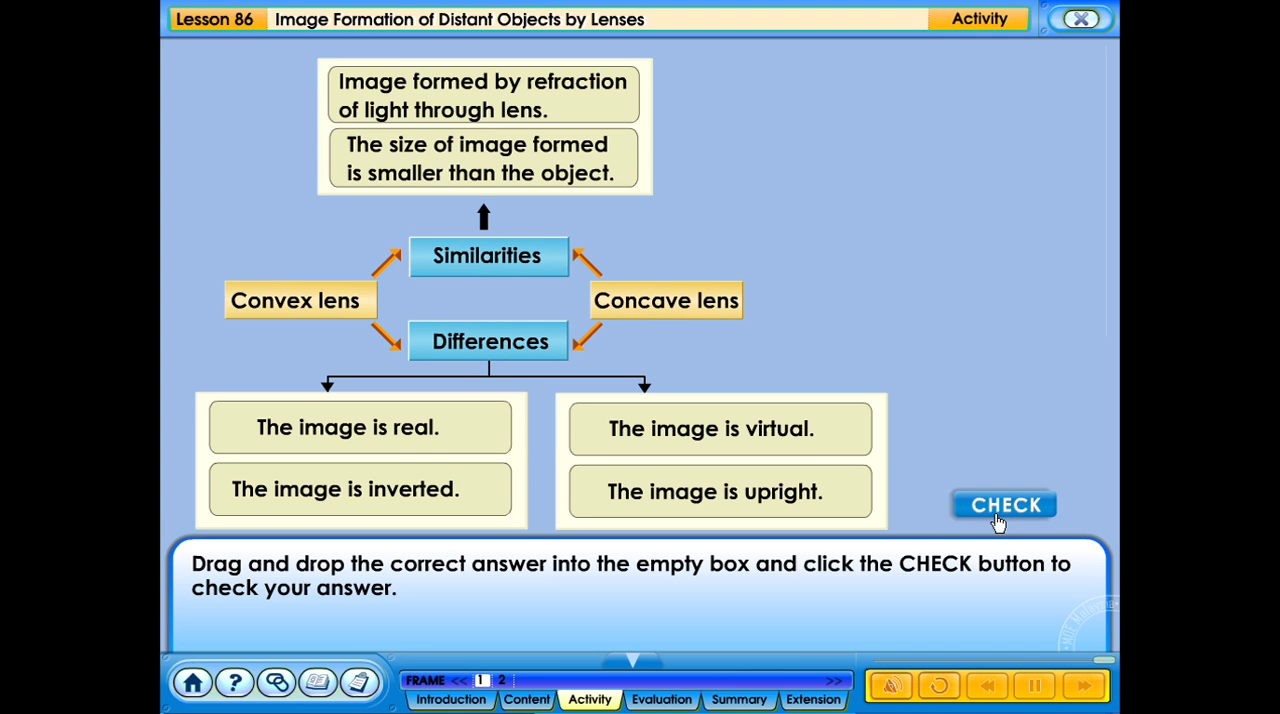 Lesson 86
Image Formation of Distant Objects by Lenses
Activity
Image formed by refraction
of light through lens.
The size of image formed
is smaller than the object.
Similarities
Convex lens
Concave lens
Differences
The image is real.
The image is virtual.
The image is inverted.
The image is upright.
CHECK
Drag and drop the correct answer into the empty box and click the CHECK button to
check your answer.
FRAME << 1 2 >>
Introduction
Content
Activity
Evaluation
Summary
Extension